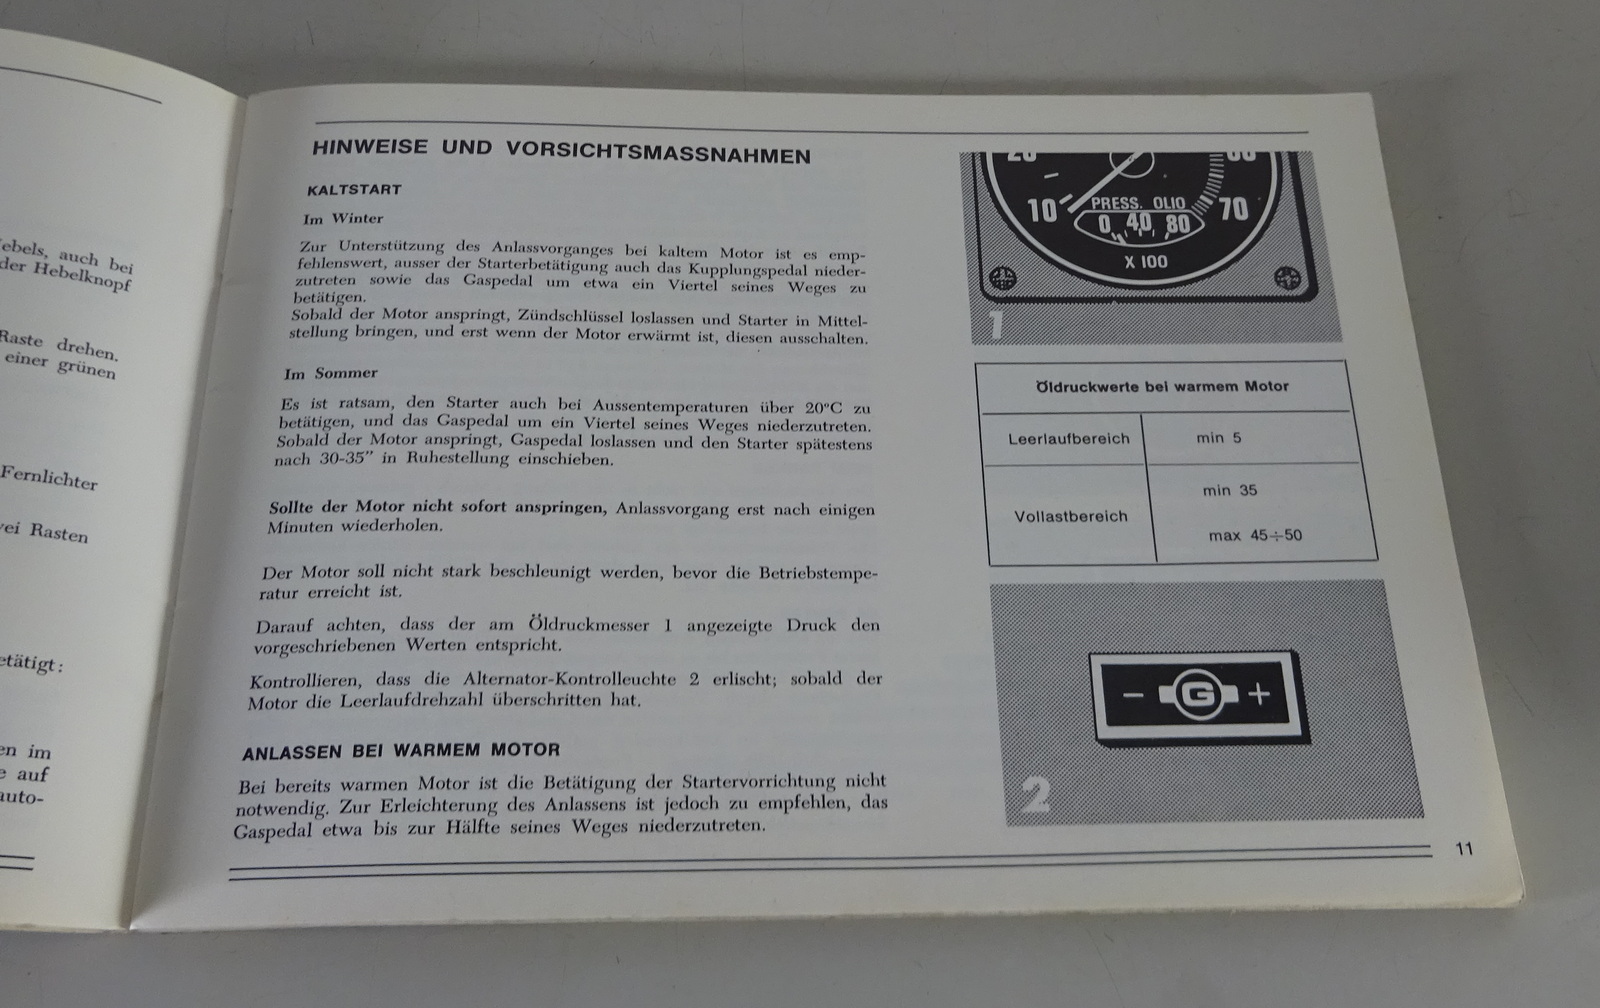 ebels, auch bei
der Hebelknopf
Raste drehen.
einer grünen
Fernlichter
Rasten
etätigt:
en im
auf
auto-
HINWEISE UND VORSICHTSMASSNAHMEN
KALTSTART
Im Winter
Zur Unterstützung des Anlassvorganges bei kaltem Motor ist es emp-
fehlenswert, ausser der Starterbetätigung auch das Kupplungspedal nieder-
zutreten sowie das Gaspedal um etwa ein Viertel seines Weges zu
betätigen.
Sobald der Motor anspringt, Zündschlüssel loslassen und Starter in Mittel-
stellung bringen, und erst wenn der Motor erwärmt ist, diesen ausschalten.
Im Sommer
Es ist ratsam, den Starter auch bei Aussentemperaturen über 20°C zu
betätigen, und das Gaspedal um ein Viertel seines Weges niederzutreten.
Sobald der Motor anspringt, Gaspedal loslassen und den Starter spätestens
nach 30-35” in Ruhestellung einschieben.
Sollte der Motor nicht sofort anspringen, Anlassvorgang erst nach einigen
Minuten wiederholen.
Der Motor soll nicht stark beschleunigt werden, bevor die Betriebstempe-
ratur erreicht ist.
Darauf achten, dass der am Öldruckmesser 1 angezeigte Druck den
vorgeschriebenen Werten entspricht.
Kontrollieren, dass die Alternator-Kontrolleuchte 2 erlischt; sobald der
Motor die Leerlaufdrehzahl überschritten hat.
ANLASSEN BEI WARMEM MOTOR
Bei bereits warmen Motor ist die Betätigung der Startervorrichtung nicht
notwendig. Zur Erleichterung des Anlassens ist jedoch zu empfehlen, das
Gaspedal etwa bis zur Hälfte seines Weges niederzutreten.
10 PRESS. OLIO 70
0 40 80
X 100
1
Öldruckwerte bei warmem Motor
Leerlaufbereich min 5
min 35
Vollastbereich
max 45÷50
− G +
2
11